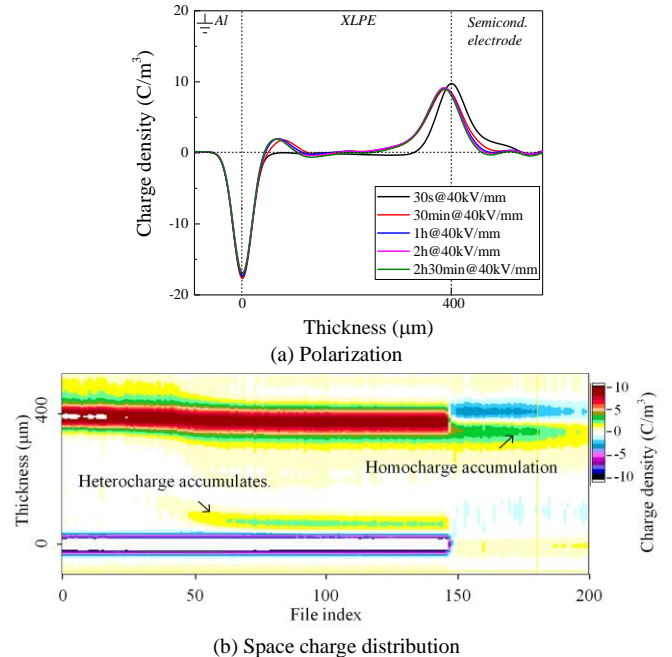 Al XLPE Semicond.
electrode
20
10
0
-10
-20
Charge density (C/m³)
30s@40kV/mm
30min@40kV/mm
1h@40kV/mm
2h@40kV/mm
2h30min@40kV/mm
0 400
Thickness (μm)
(a) Polarization
400
0
Thickness (μm)
Heterocharge accumulates.
Homocharge accumulation
10
5
0
-5
-10
Charge density (C/m³)
0 50 100 150 200
File index
(b) Space charge distribution